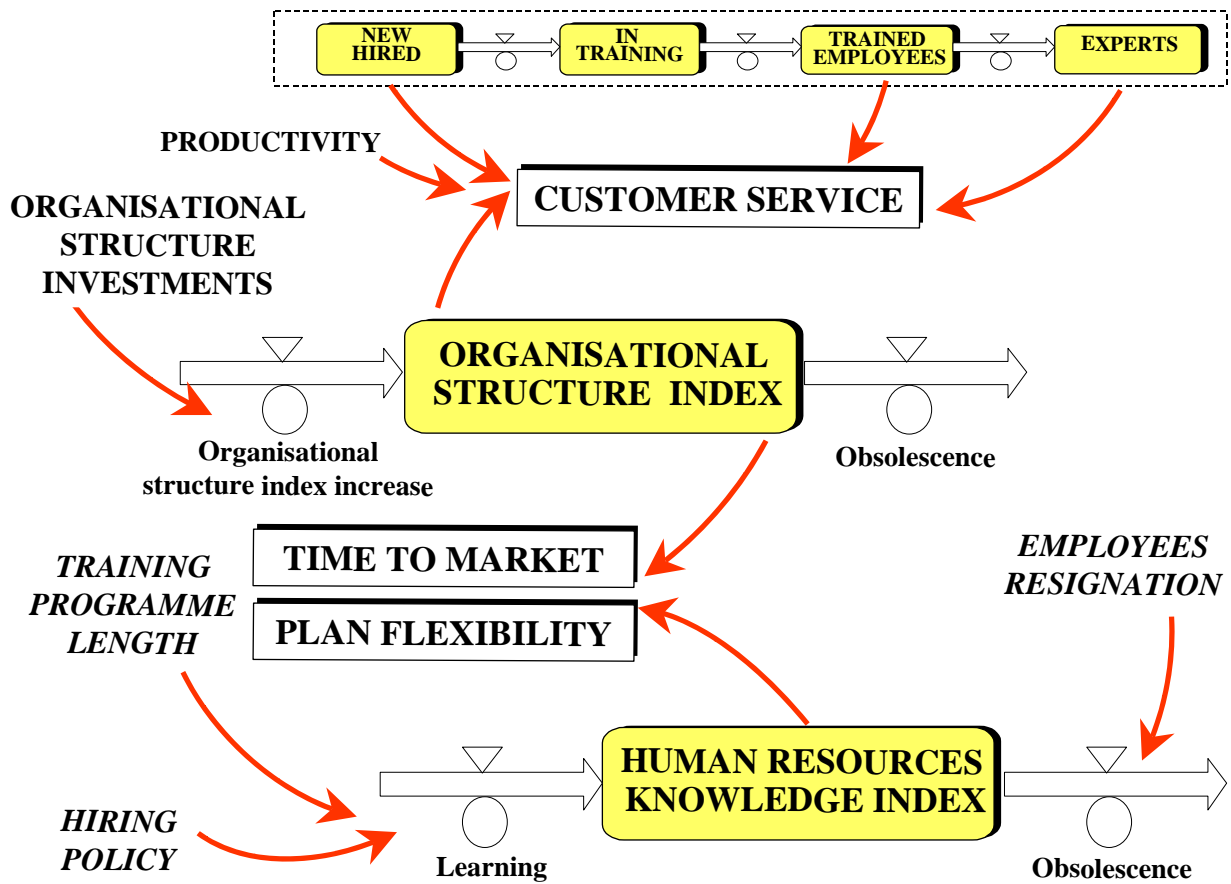 NEW
HIRED
IN
TRAINING
TRAINED
EMPLOYEES
EXPERTS
PRODUCTIVITY
CUSTOMER SERVICE
ORGANISATIONAL
STRUCTURE
INVESTMENTS
ORGANISATIONAL
STRUCTURE INDEX
Organisational
structure index increase
Obsolescence
TIME TO MARKET
PLAN FLEXIBILITY
TRAINING
PROGRAMME
LENGTH
EMPLOYEES
RESIGNATION
HUMAN RESOURCES
KNOWLEDGE INDEX
HIRING
POLICY
Learning
Obsolescence